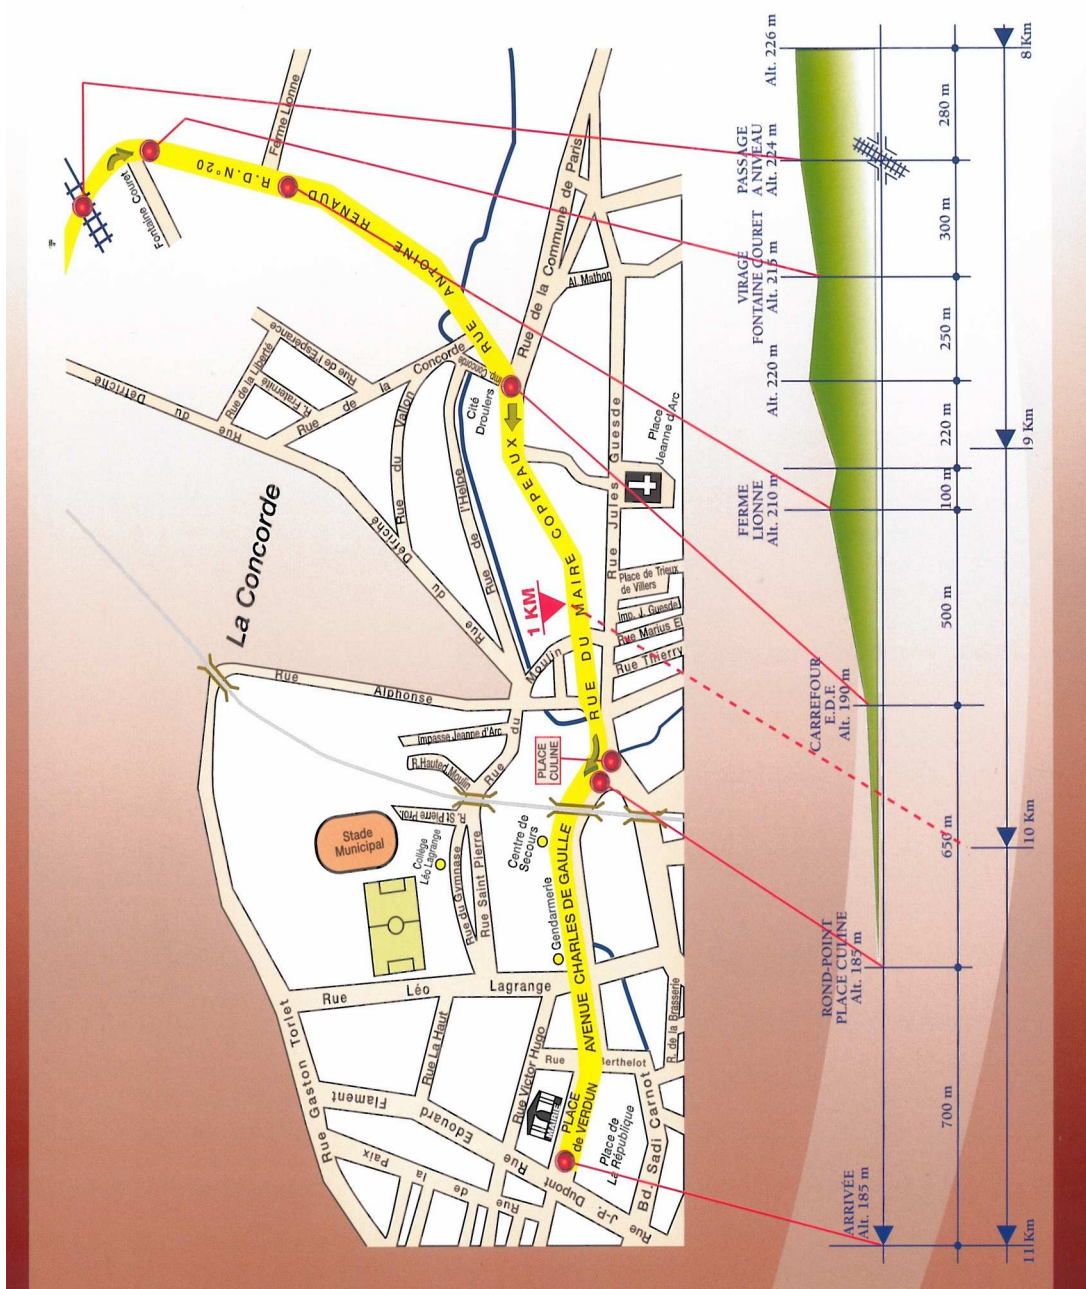 Alt. 226 m
PASSAGE
A NIVEAU
Alt. 224 m
VIRAGE
FONTAINE COURET
Alt. 215 m
Alt. 220 m
FERME
LIONNE
Alt. 210 m
CARREFOUR
E.D.F.
Alt. 190 m
ROND-POINT
PLACE CULINE
Alt. 185 m
ARRIVÉE
Alt. 185 m
280 m
300 m
250 m
220 m
100 m
500 m
650 m
700 m
8 Km
9 Km
10 Km
11 Km
Ferme Lionne
Fontaine Couret
R.D. N°20
RUE ANTOINE RENAUD
Rue de la Commune de Paris
Al. Mathon
Rue de l'Espérance
Rue de la Liberté
R. Fraternité
Rue de la Concorde
Imp. Concorde
Rue du Défriché
Rue du Vallon
Rue du Défriché
Cité
Droulers
Rue de l'Helpe
Rue Jules Guesde
Place
Jeanne d'Arc
La Concorde
1 KM
RUE DU MAIRE COPPEAUX
Place de Trieux
de Villers
Imp. J. Guesde
Rue Marius El
Rue Thierry
Rue du Moulin
Rue Alphonse
Impasse Jeanne d'Arc
R. Hauted Moulin
PLACE
CULINE
R. St Pierre Prol.
Stade
Municipal
Collège
Léo Lagrange
Rue du Gymnase
Rue Saint Pierre
Centre de
Secours
Gendarmerie
AVENUE CHARLES DE GAULLE
Rue Léo Lagrange
Rue Gaston Torlet
Rue La Haut
Rue Victor Hugo
Rue Berthelot
R. de la Brasserie
Rue Edouard Flament
MAIRIE
PLACE
de VERDUN
Place de
La République
Bd. Sadi Carnot
Rue de la Paix
Rue J-P. Dupont